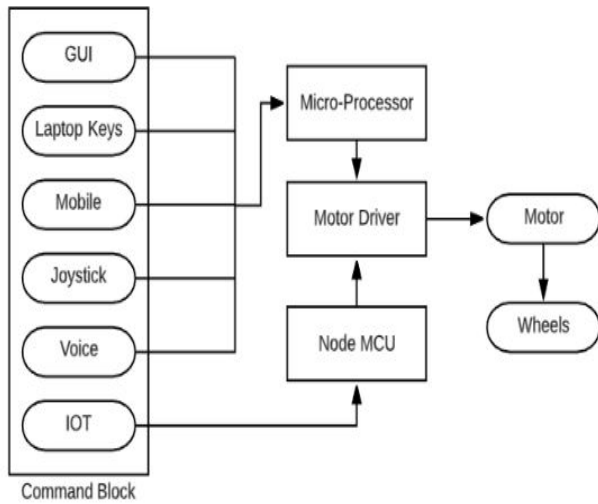 GUI
Laptop Keys
Mobile
Joystick
Voice
IOT
Command Block
Micro-Processor
Motor Driver
Node MCU
Motor
Wheels